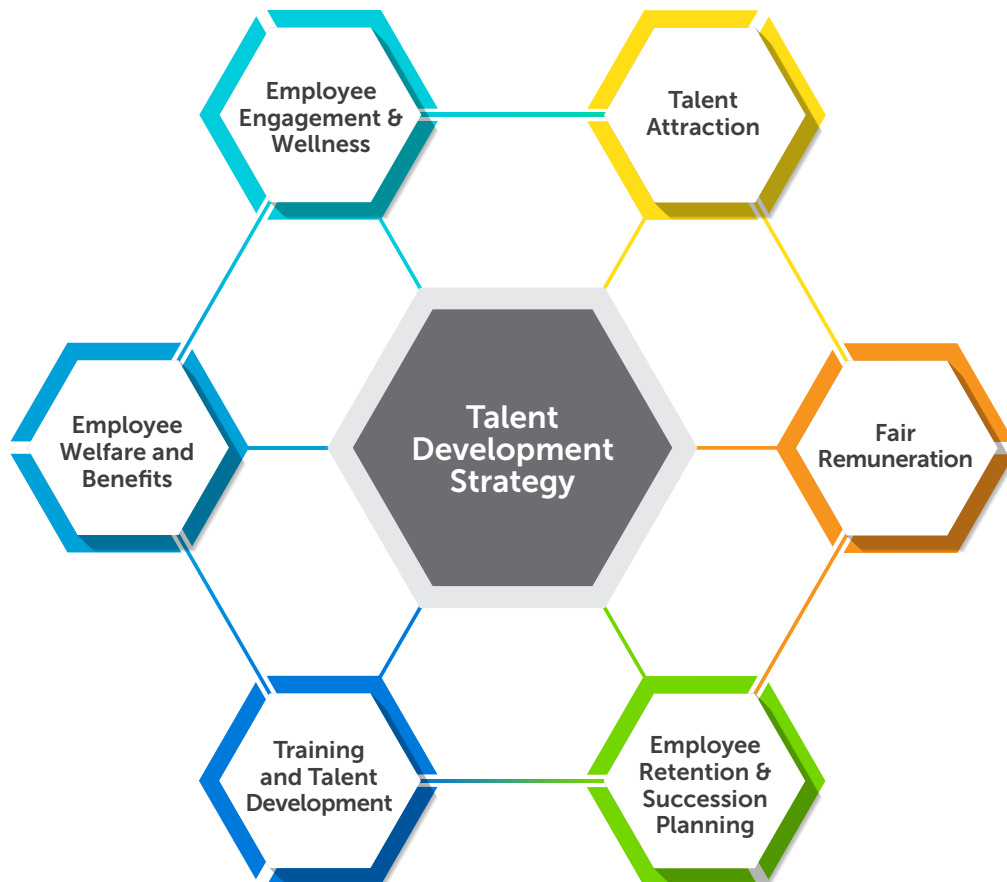 Employee
Engagement &
Wellness
Talent
Attraction
Employee
Welfare and
Benefits
Talent
Development
Strategy
Fair
Remuneration
Training
and Talent
Development
Employee
Retention &
Succession
Planning